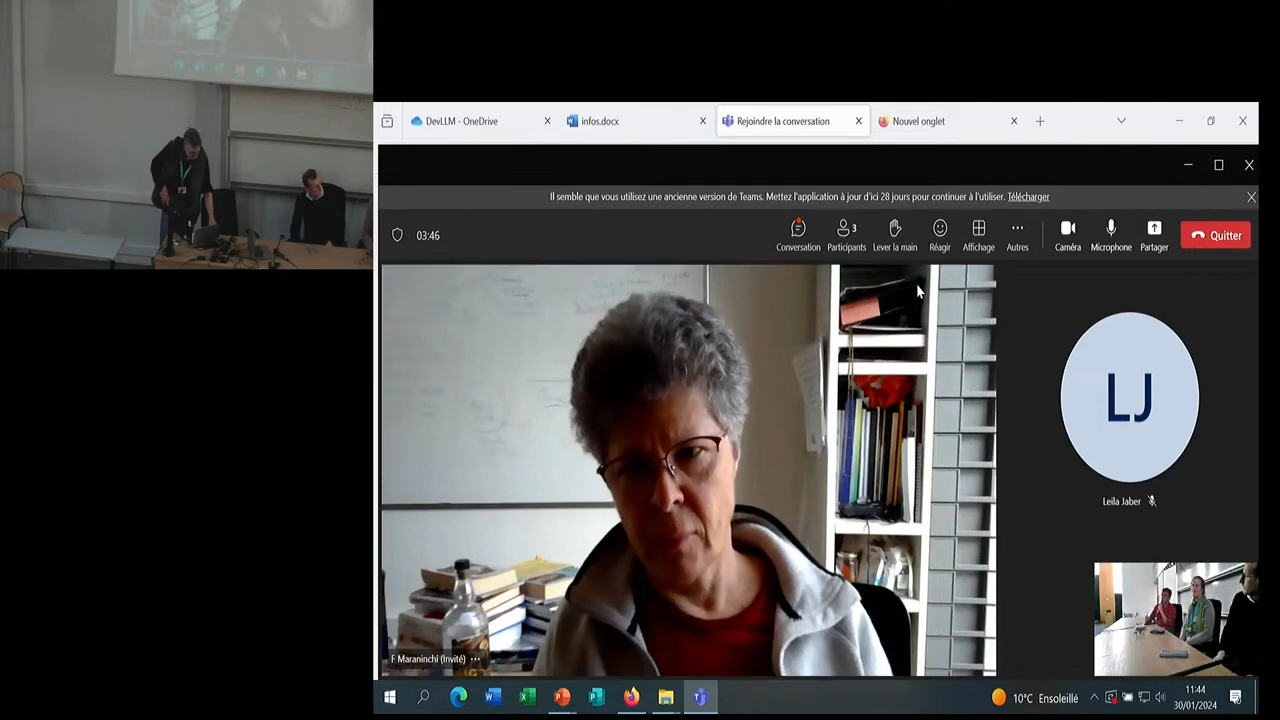 DevLLM - OneDrive
infos.docx
Rejoindre la conversation
Nouvel onglet
Il semble que vous utilisez une ancienne version de Teams. Mettez l'application à jour d'ici 28 jours pour continuer à l'utiliser. Télécharger
03:46
Conversation
3
Participants
Lever la main
Réagir
Affichage
Autres
Caméra
Microphone
Partager
Quitter
LJ
Leila Jaber
F Maraninchi (Invité)
10°C Ensoleillé
11:44
30/01/2024